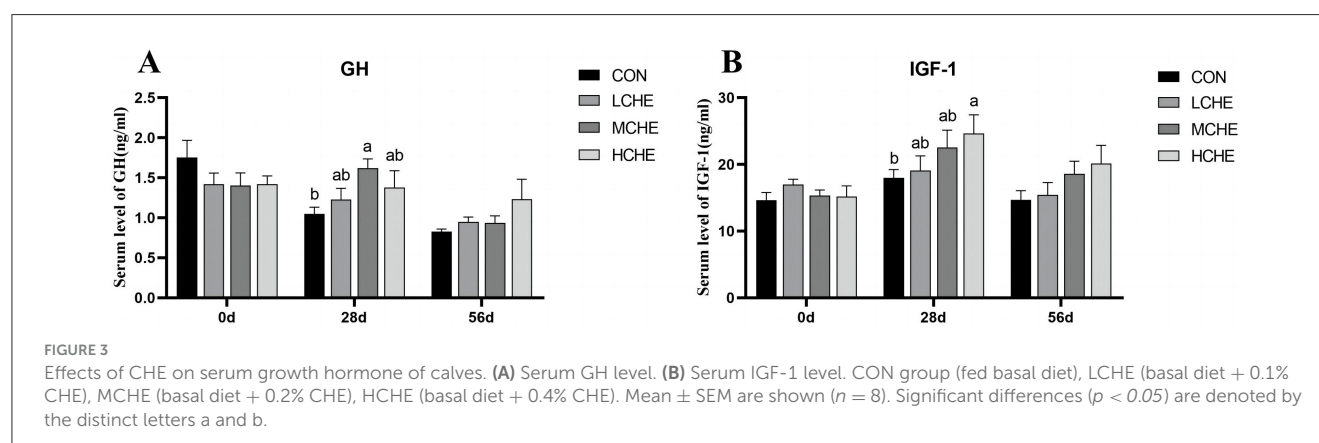 A
GH
CON
LCHE
MCHE
HCHE
Serum level of GH(ng/ml)
2.5
2.0
1.5
1.0
0.5
0.0
b
ab
a
ab
0d
28d
56d
B
IGF-1
CON
LCHE
MCHE
HCHE
Serum level of IGF-1(ng/ml)
30
20
10
0
b
ab
ab
a
0d
28d
56d
FIGURE 3
Effects of CHE on serum growth hormone of calves. (A) Serum GH level. (B) Serum IGF-1 level. CON group (fed basal diet), LCHE (basal diet + 0.1%
CHE), MCHE (basal diet + 0.2% CHE), HCHE (basal diet + 0.4% CHE). Mean ± SEM are shown (n = 8). Significant differences (p < 0.05) are denoted by
the distinct letters a and b.